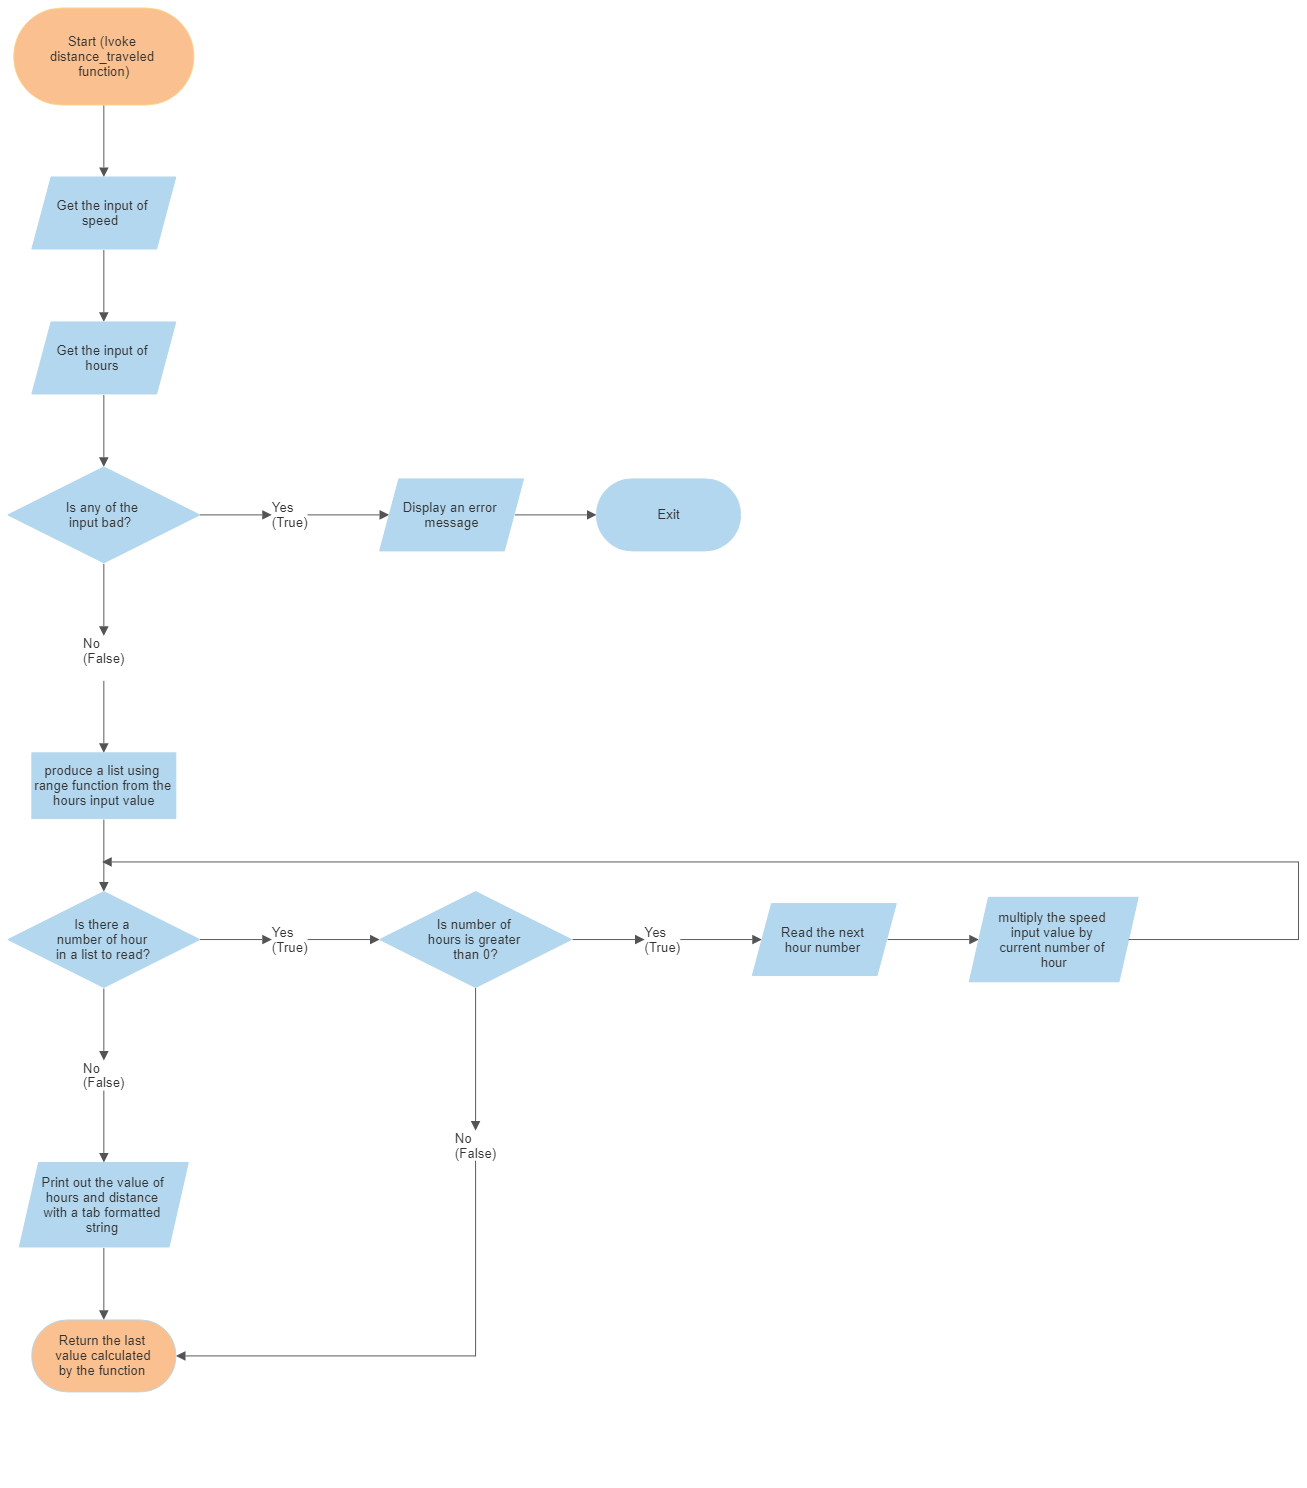 Start (Ivoke
distance_traveled
function)
Get the input of
speed
Get the input of
hours
Is any of the
input bad?
Yes
(True)
Display an error
message
Exit
No
(False)
produce a list using
range function from the
hours input value
Is there a
number of hour
in a list to read?
Yes
(True)
Is number of
hours is greater
than 0?
Yes
(True)
Read the next
hour number
multiply the speed
input value by
current number of
hour
No
(False)
No
(False)
Print out the value of
hours and distance
with a tab formatted
string
Return the last
value calculated
by the function